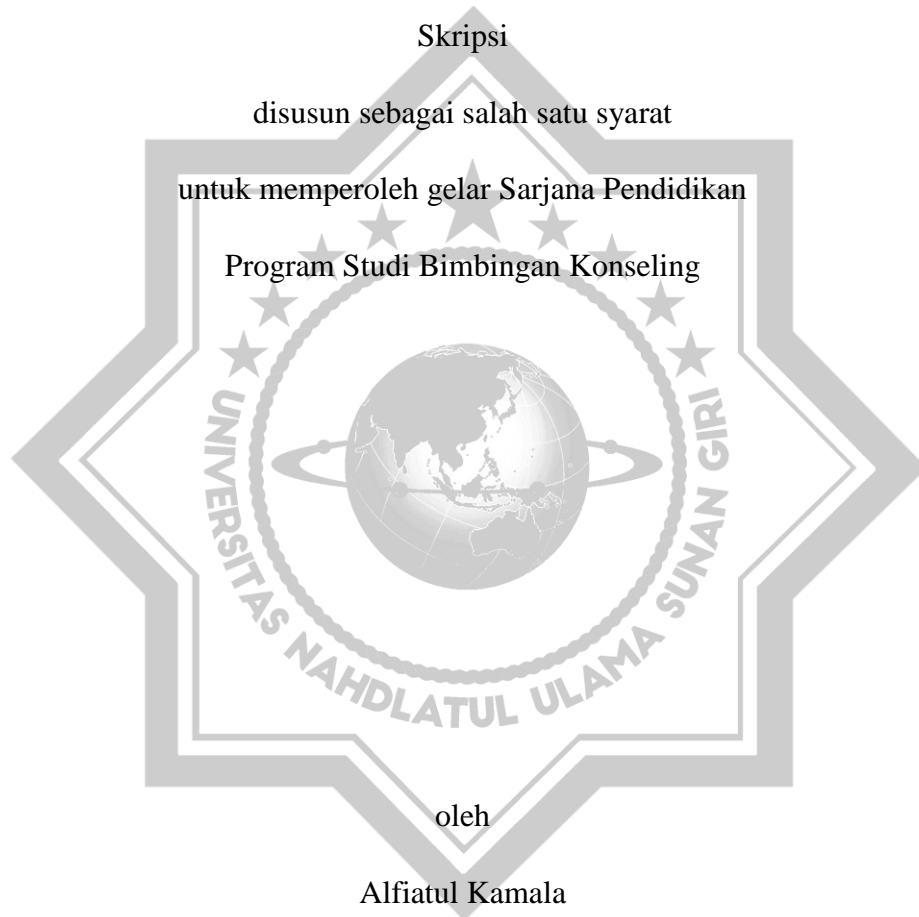 Skripsi
disusun sebagai salah satu syarat
untuk memperoleh gelar Sarjana Pendidikan
Program Studi Bimbingan Konseling
UNIVERSITAS NAHDLATUL ULAMA SUNAN GIRI
oleh
Alfiatul Kamala